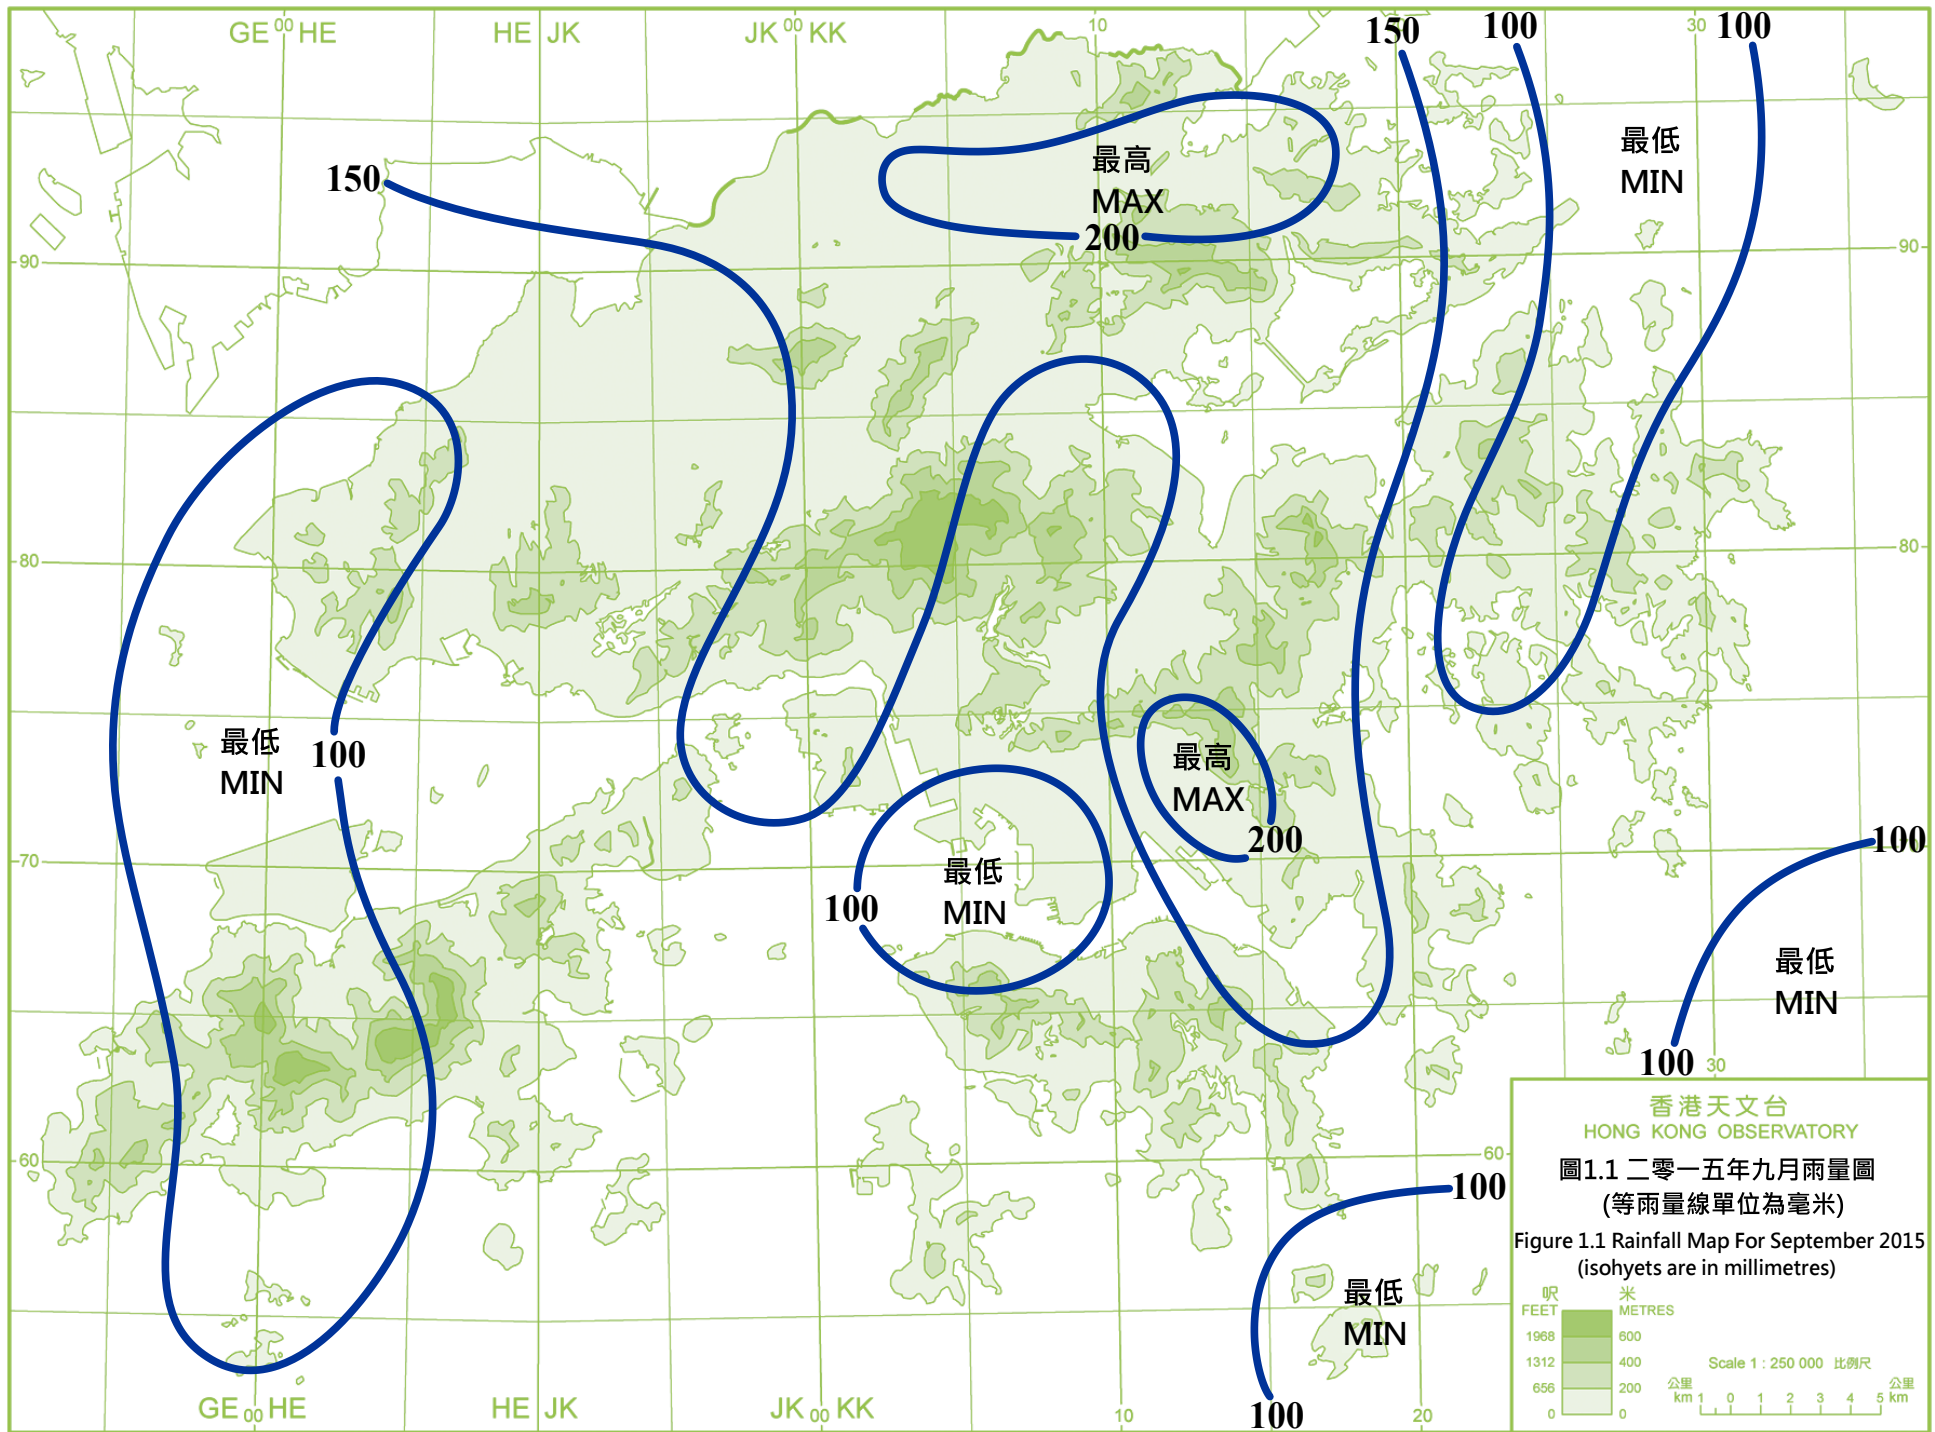 GE 00 HE
HE JK
JK 00 KK
10
150
100
30
100
最低
MIN
最高
MAX
200
150
90
90
80
80
最低
MIN
100
最高
MAX
200
70
100
最低
MIN
100
最低
MIN
100
30
60
60
100
最低
MIN
100
GE 00 HE
HE JK
JK 00 KK
10
20
香港天文台
HONG KONG OBSERVATORY
圖1.1 二零一五年九月雨量圖
(等雨量線單位為毫米)
Figure 1.1 Rainfall Map For September 2015
(isohyets are in millimetres)
呎 米
FEET METRES
1968 600
1312 400
656 200
0 0
Scale 1 : 250 000 比例尺
公里 公里
km 1 0 1 2 3 4 5 km